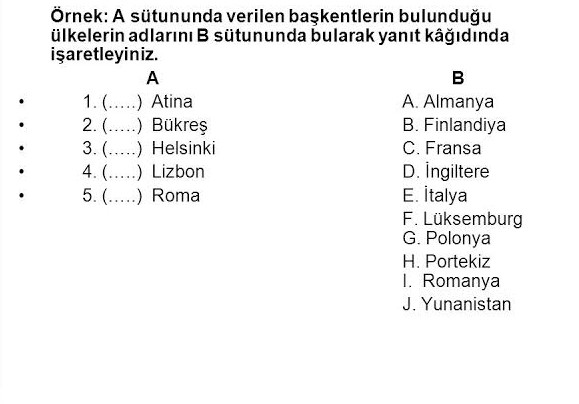 Örnek: A sütununda verilen başkentlerin bulunduğu
ülkelerin adlarını B sütununda bularak yanıt kâğıdında
işaretleyiniz.
A B
• 1. (.....) Atina A. Almanya
• 2. (.....) Bükreş B. Finlandiya
• 3. (.....) Helsinki C. Fransa
• 4. (.....) Lizbon D. İngiltere
• 5. (.....) Roma E. İtalya
F. Lüksemburg
G. Polonya
H. Portekiz
I. Romanya
J. Yunanistan